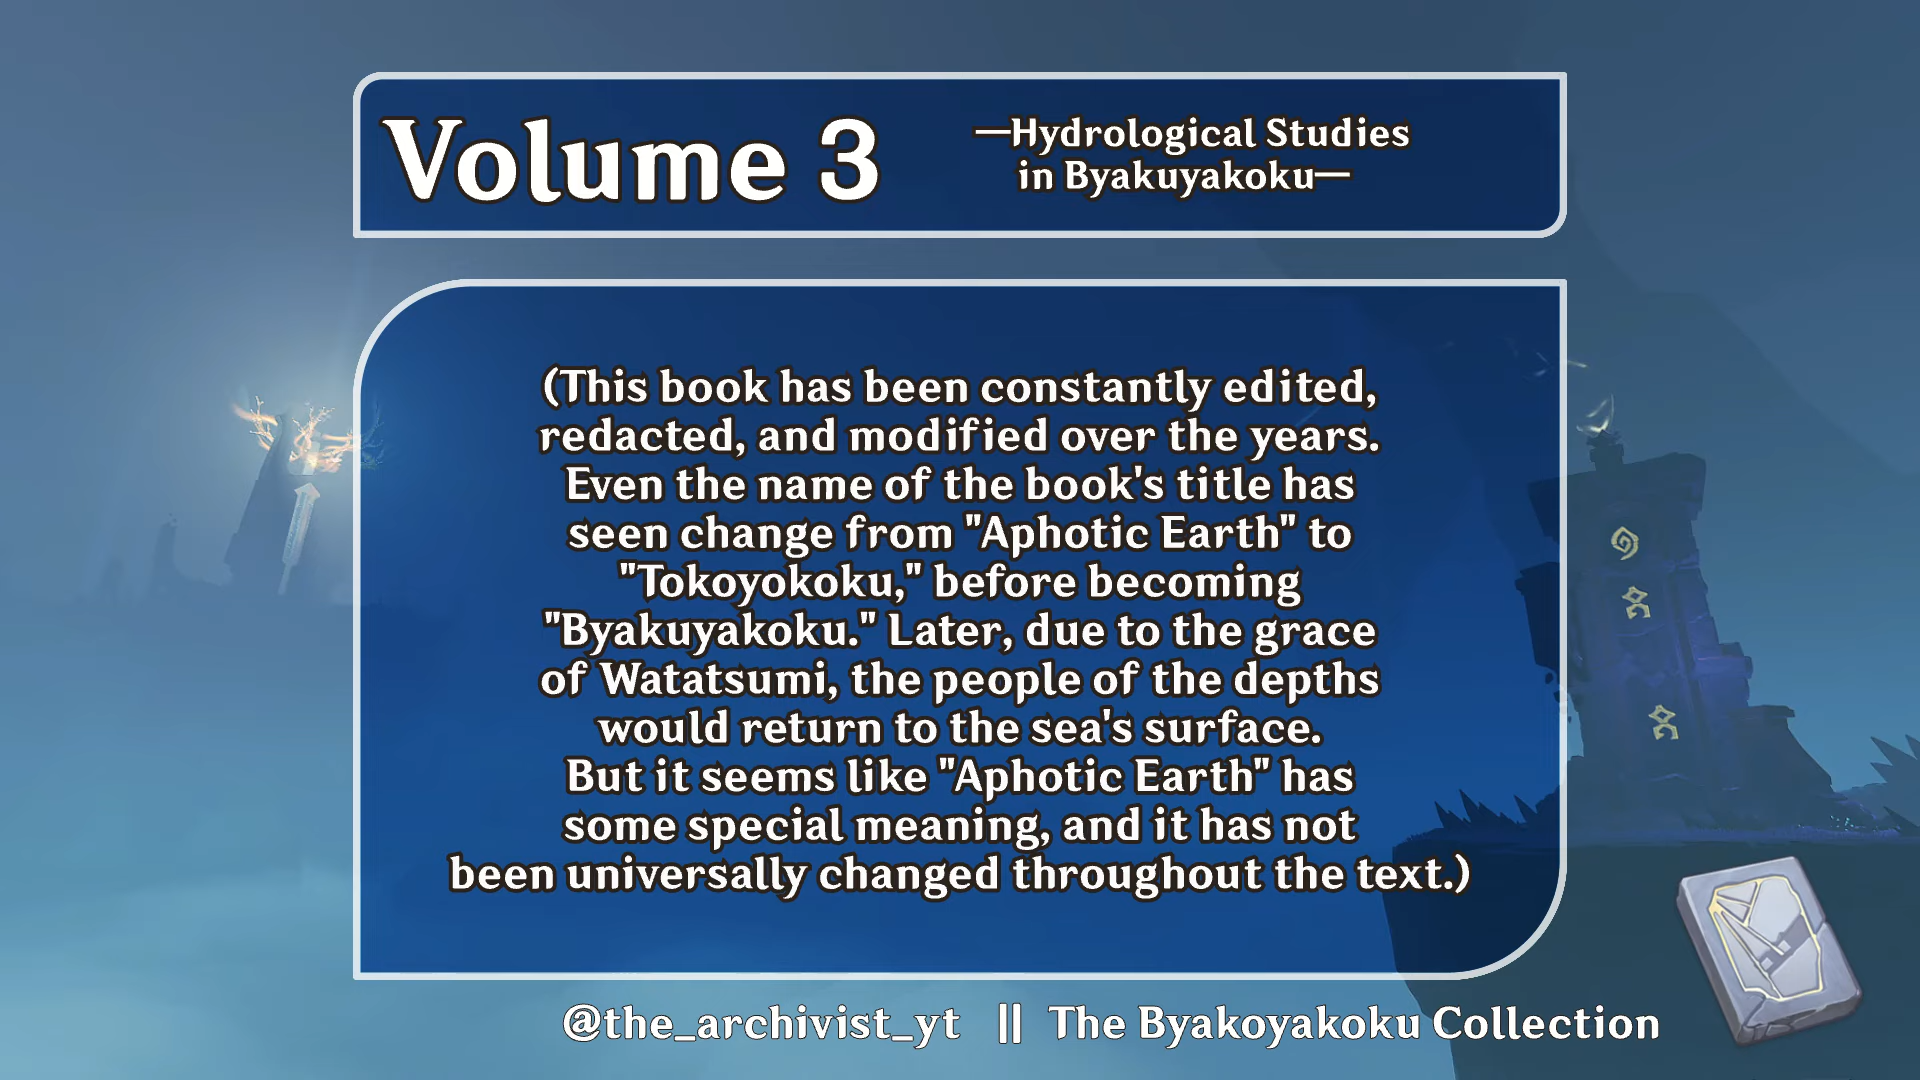 Volume 3
—Hydrological Studies
in Byakuyakoku—
(This book has been constantly edited,
redacted, and modified over the years.
Even the name of the book's title has
seen change from "Aphotic Earth" to
"Tokoyokoku," before becoming
"Byakuyakoku." Later, due to the grace
of Watatsumi, the people of the depths
would return to the sea's surface.
But it seems like "Aphotic Earth" has
some special meaning, and it has not
been universally changed throughout the text.)
@the_archivist_yt || The Byakoyakoku Collection